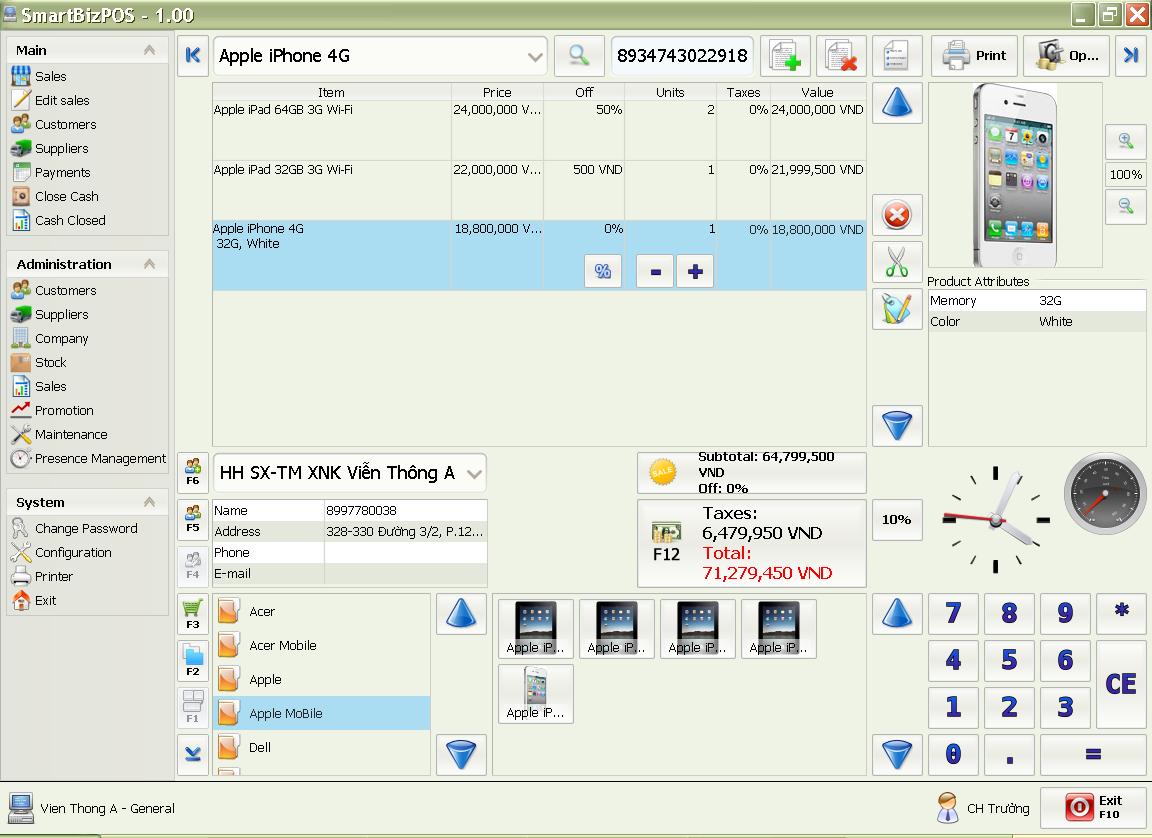 SmartBizPOS - 1.00
Main
Sales
Edit sales
Customers
Suppliers
Payments
Close Cash
Cash Closed
Administration
Customers
Suppliers
Company
Stock
Sales
Promotion
Maintenance
Presence Management
System
Change Password
Configuration
Printer
Exit
Apple iPhone 4G
8934743022918
Print
Op...
Item Price Off Units Taxes Value
Apple iPad 64GB 3G Wi-Fi 24,000,000 V... 50% 2 0% 24,000,000 VND
Apple iPad 32GB 3G Wi-Fi 22,000,000 V... 500 VND 1 0% 21,999,500 VND
Apple iPhone 4G 18,800,000 V... 0% 1 0% 18,800,000 VND
32G, White
% - +
100%
Product Attributes
Memory 32G
Color White
F6
HH SX-TM XNK Viễn Thông A
F5
F4
Name 8997780038
Address 328-330 Đường 3/2, P.12...
Phone
E-mail
SALE
Subtotal: 64,799,500
VND
Off: 0%
F12
Taxes:
6,479,950 VND
Total:
71,279,450 VND
10%
F3
F2
F1
Acer
Acer Mobile
Apple
Apple MoBile
Dell
Apple iP...
Apple iP...
Apple iP...
Apple iP...
Apple iP...
7 8 9 *
4 5 6 CE
1 2 3
0 . =
Vien Thong A - General
CH Trưởng
Exit
F10